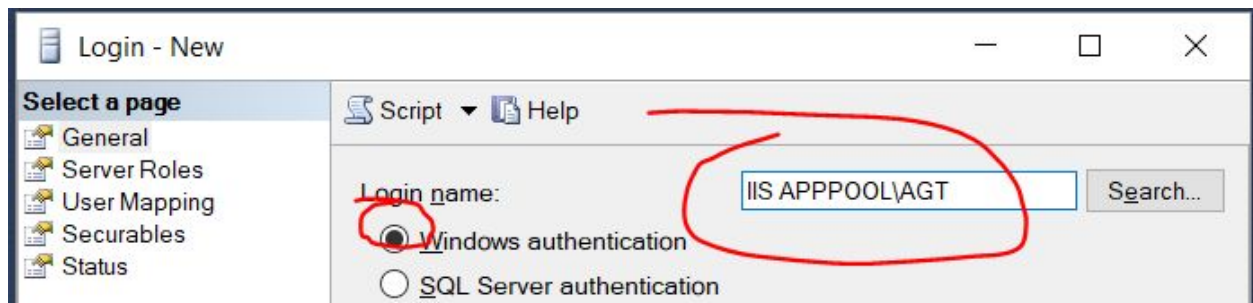 Login - New
Select a page
General
Server Roles
User Mapping
Securables
Status
Script Help
Login name: IIS APPPOOL\AGT Search...
Windows authentication
SQL Server authentication